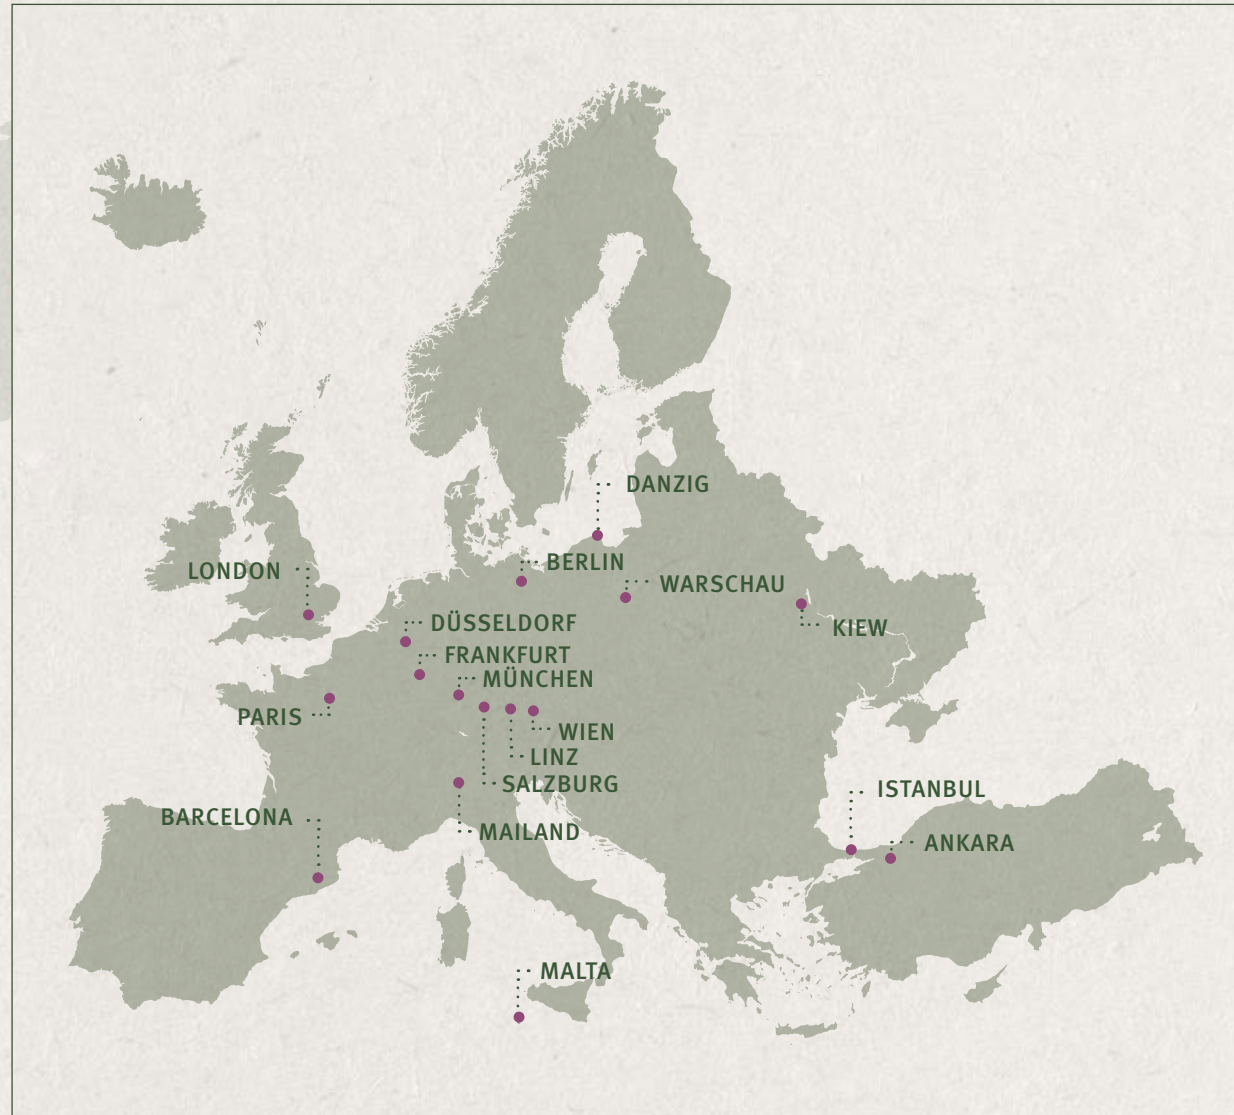 DANZIG
BERLIN
LONDON
WARSCHAU
DÜSSELDORF
KIEW
FRANKFURT
MÜNCHEN
PARIS
WIEN
LINZ
SALZBURG
ISTANBUL
BARCELONA
MAILAND
ANKARA
MALTA